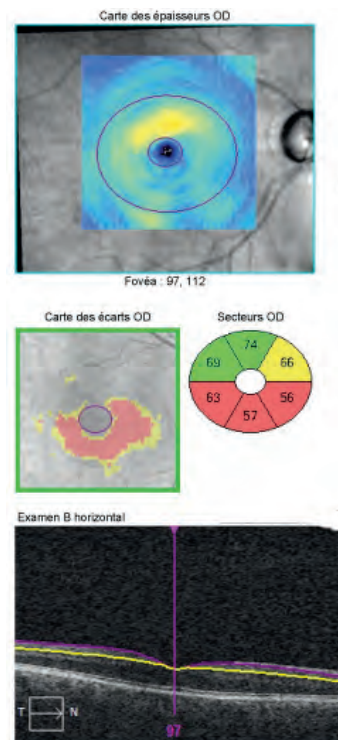 Carte des épaisseurs OD
Fovéa : 97, 112
Carte des écarts OD
Secteurs OD
74
69
66
63
56
57
Examen B horizontal
T
N
97